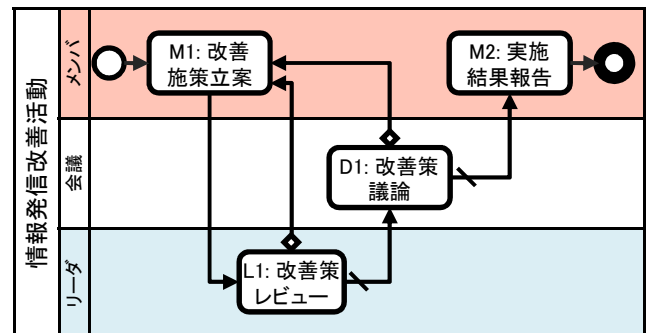 情報発信改善活動
メンバ
M1: 改善
施策立案
M2: 実施
結果報告
会議
D1: 改善策
議論
リーダ
L1: 改善策
レビュー